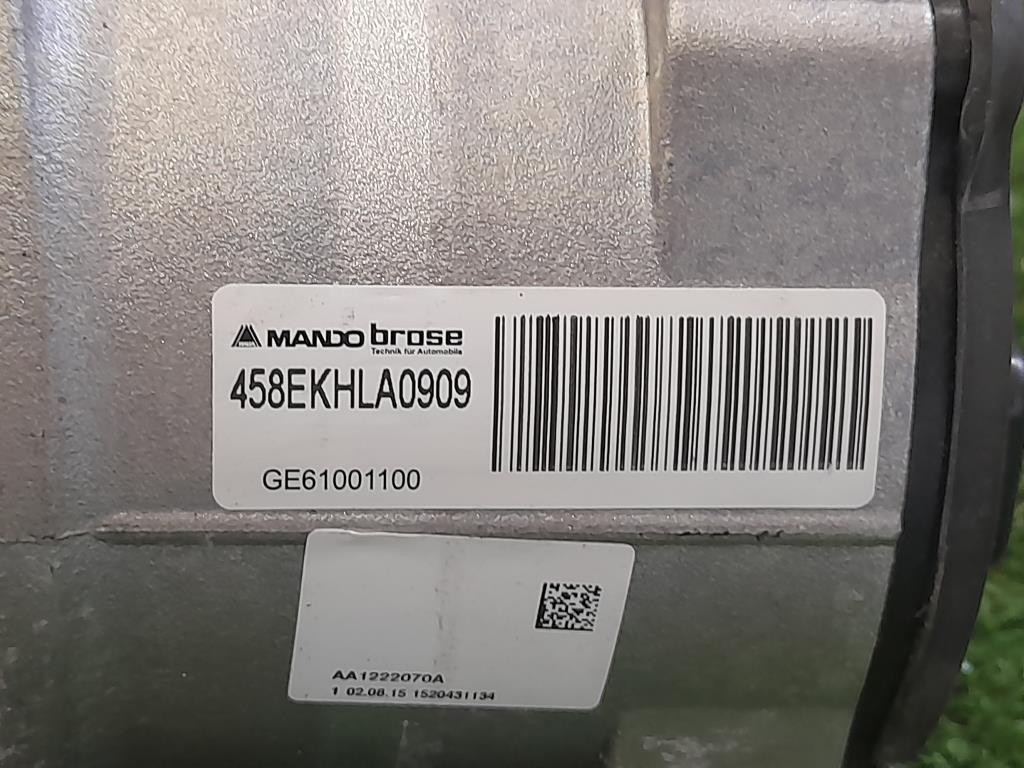 MANDO brose
Technik für Automobile
458EKHLA0909
GE61001100
AA1222070A
1 02.08.15 1520431134